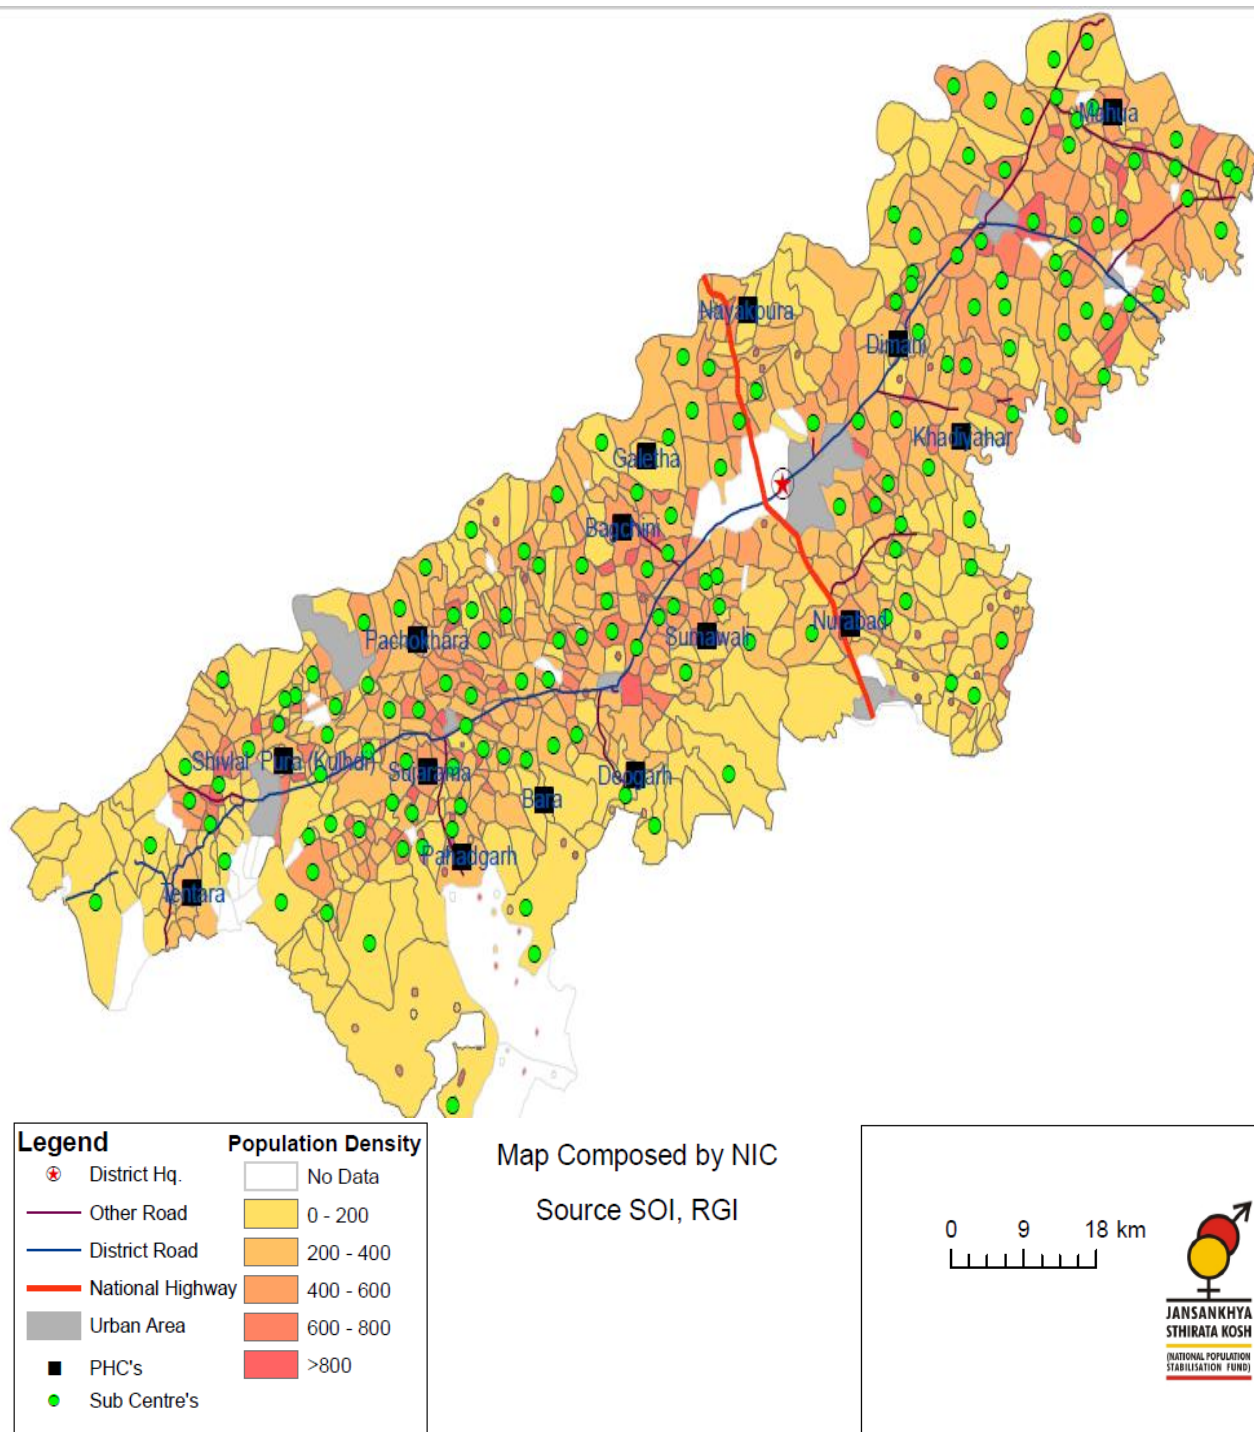 Mahua
Nayakpura
Dimani
Khadiyahar
Galetha
Bagchini
Pachokhara
Sumawali
Nurabad
Shivlal Pura (Kulhdi)
Sujarama
Deogarh
Bara
Pahadgarh
Tentara
Legend
District Hq.
Other Road
District Road
National Highway
Urban Area
PHC's
Sub Centre's
Population Density
No Data
0 - 200
200 - 400
400 - 600
600 - 800
>800
Map Composed by NIC
Source SOI, RGI
0 9 18 km
JANSANKHYA
STHIRATA KOSH
(NATIONAL POPULATION
STABILISATION FUND)